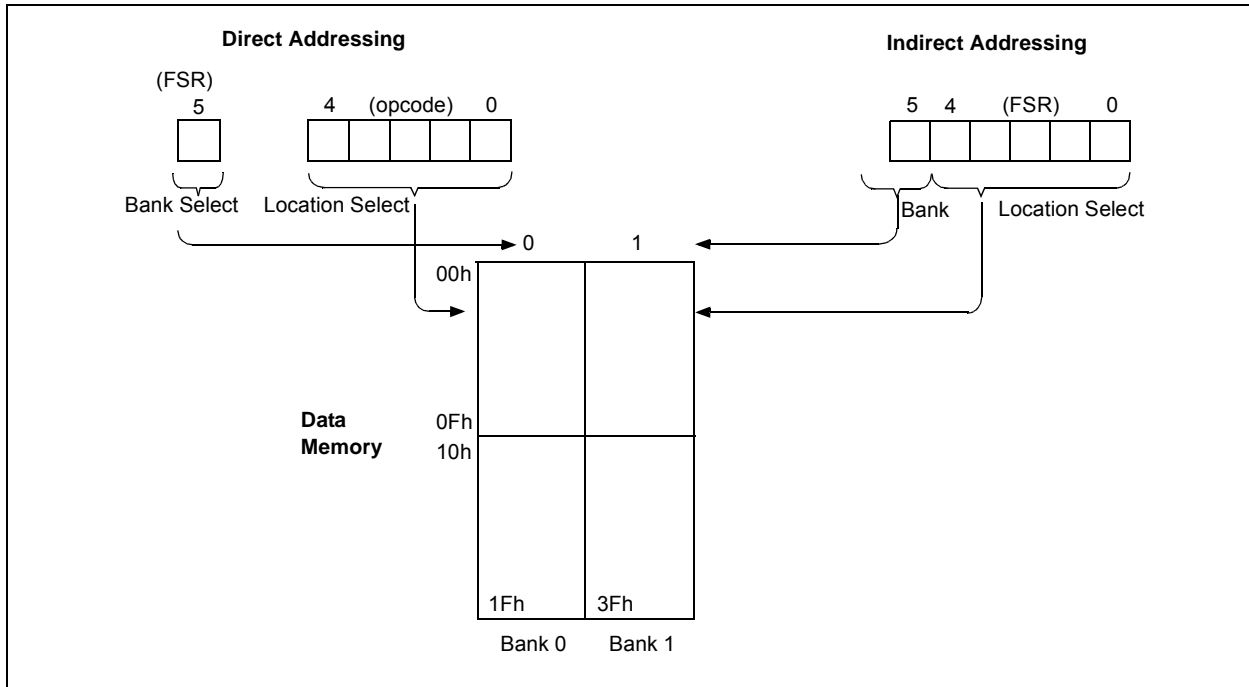 Direct Addressing
Indirect Addressing
(FSR)
5
4 (opcode) 0
5 4 (FSR) 0
Bank Select
Location Select
Bank
Location Select
0
1
00h
Data
Memory
0Fh
10h
1Fh
3Fh
Bank 0
Bank 1